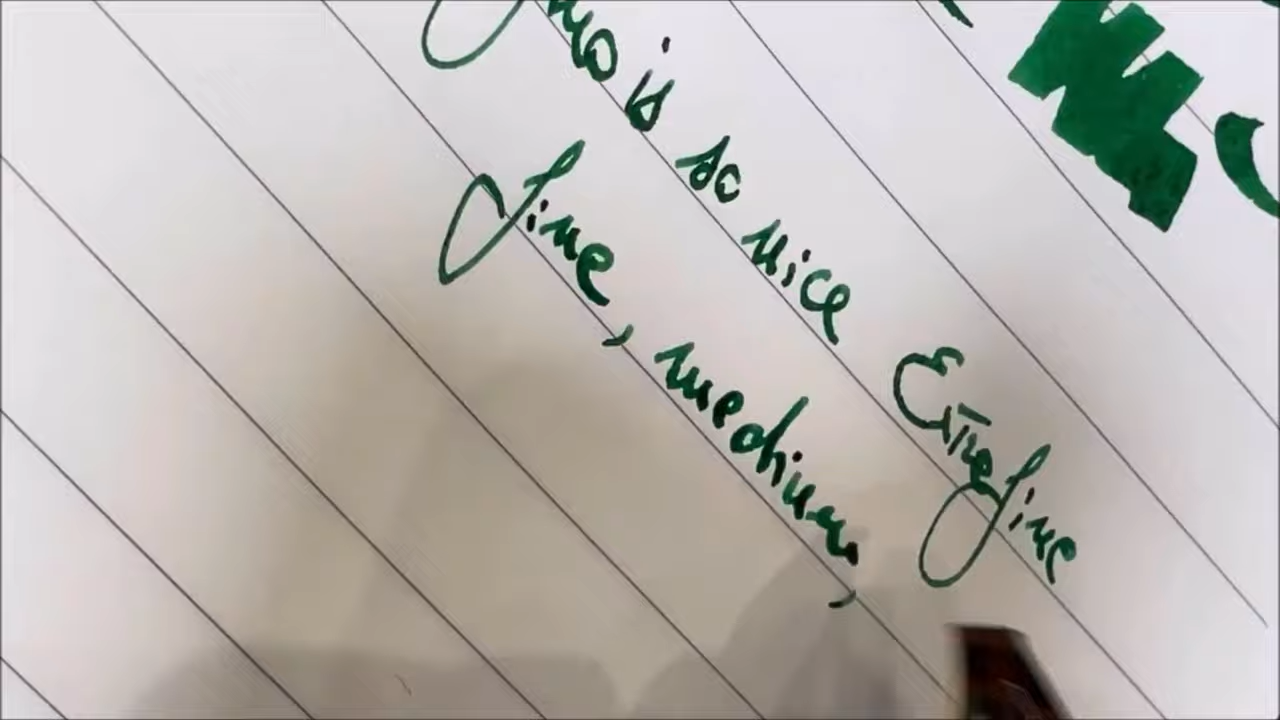 is so nice Extrafine
fine, medium,